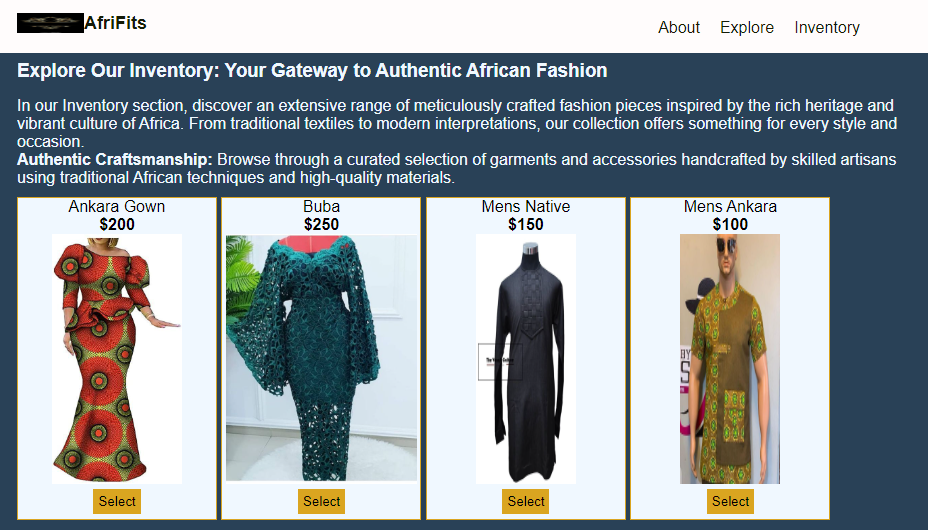 AfriFits
About Explore Inventory
Explore Our Inventory: Your Gateway to Authentic African Fashion
In our Inventory section, discover an extensive range of meticulously crafted fashion pieces inspired by the rich heritage and
vibrant culture of Africa. From traditional textiles to modern interpretations, our collection offers something for every style and
occasion.
Authentic Craftsmanship: Browse through a curated selection of garments and accessories handcrafted by skilled artisans
using traditional African techniques and high-quality materials.
Ankara Gown
$200
Select
Buba
$250
Select
Mens Native
$150
Select
Mens Ankara
$100
BY
Select